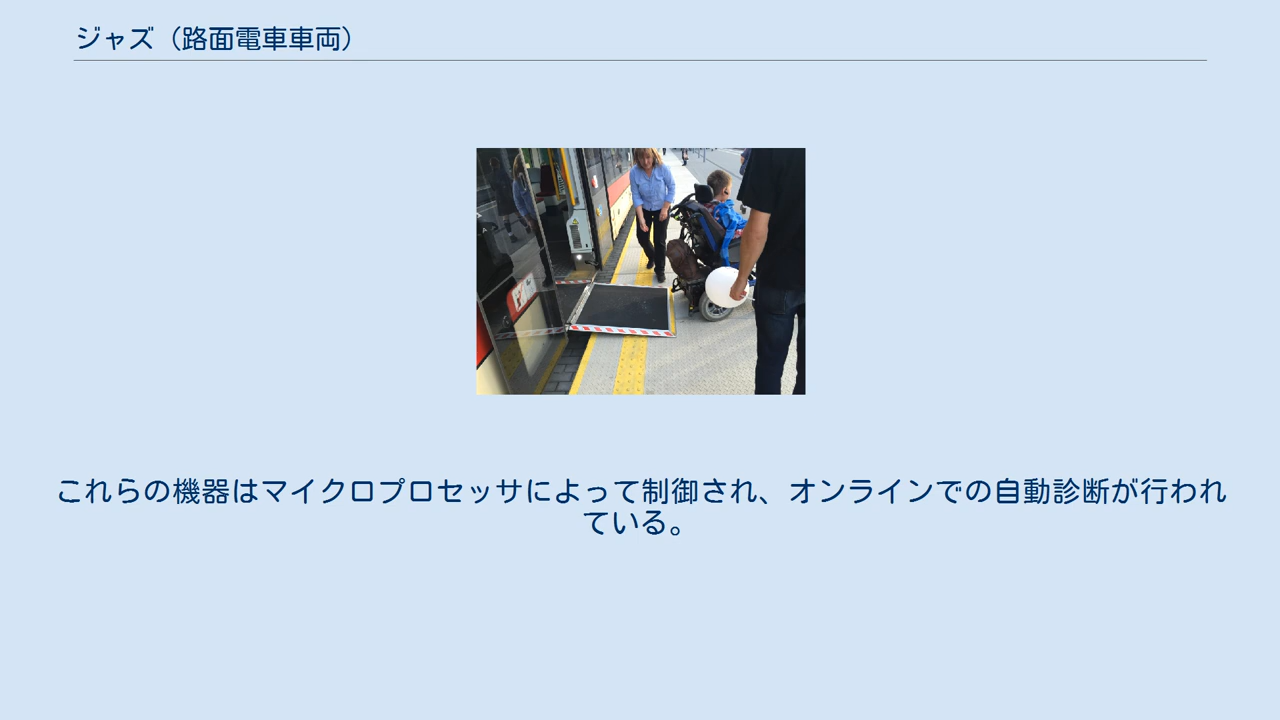 ジャズ（路面電車車両）
これらの機器はマイクロプロセッサによって制御され、オンラインでの自動診断が行われ
ている。